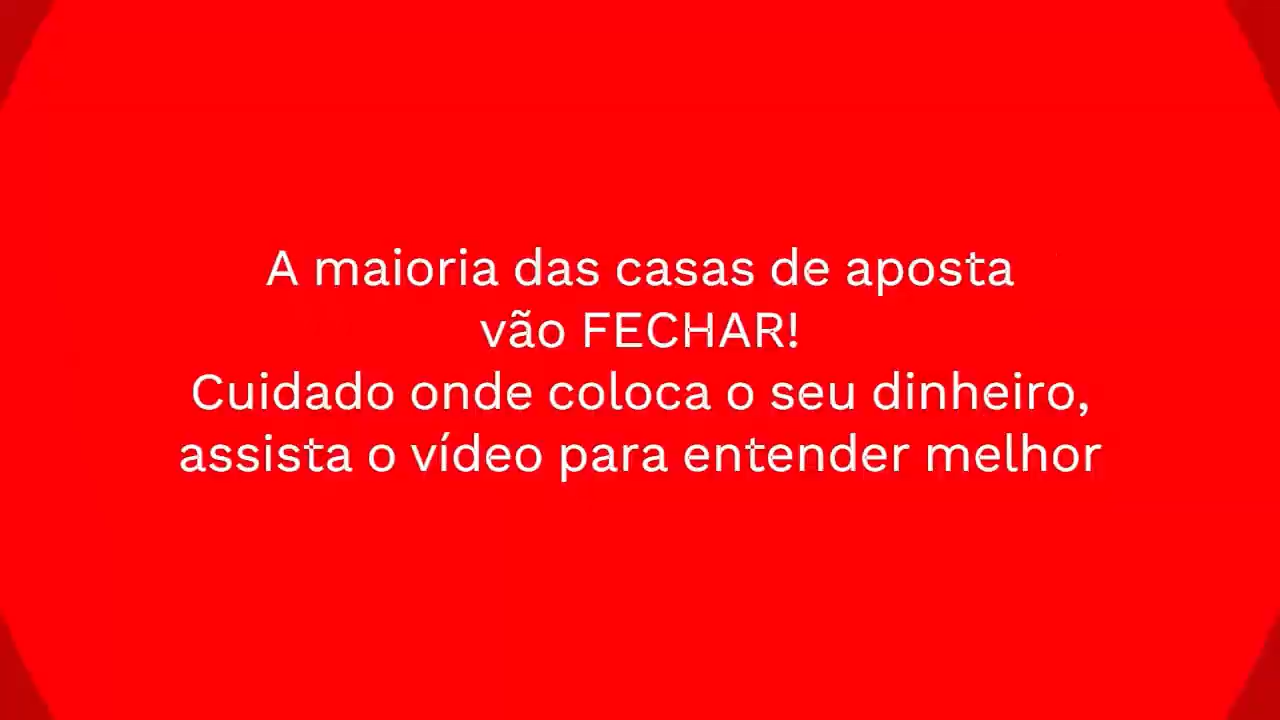 A maioria das casas de aposta
vão FECHAR!
Cuidado onde coloca o seu dinheiro,
assista o vídeo para entender melhor